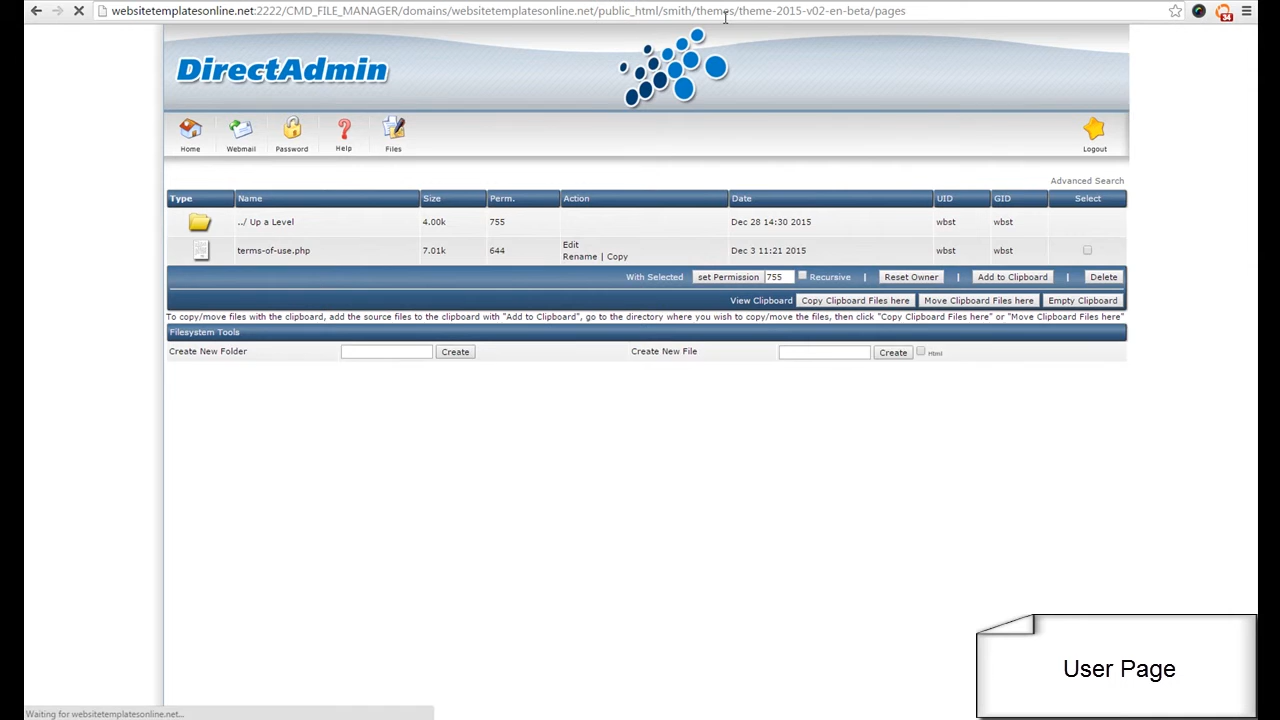 websitetemplatesonline.net:2222/CMD_FILE_MANAGER/domains/websitetemplatesonline.net/public_html/smith/themes/theme-2015-v02-en-beta/pages
34
DirectAdmin
Home Webmail Password Help Files Logout
Advanced Search
Type Name Size Perm. Action Date UID GID Select
../ Up a Level 4.00k 755 Dec 28 14:30 2015 wbst wbst
terms-of-use.php 7.01k 644 Edit Dec 3 11:21 2015 wbst wbst
Rename | Copy
With Selected set Permission 755 Recursive | Reset Owner | Add to Clipboard | Delete
View Clipboard Copy Clipboard Files here Move Clipboard Files here Empty Clipboard
To copy/move files with the clipboard, add the source files to the clipboard with "Add to Clipboard", go to the directory where you wish to copy/move the files, then click "Copy Clipboard Files here" or "Move Clipboard Files here"
Filesystem Tools
Create New Folder Create Create New File Create Html
User Page
Waiting for websitetemplatesonline.net...